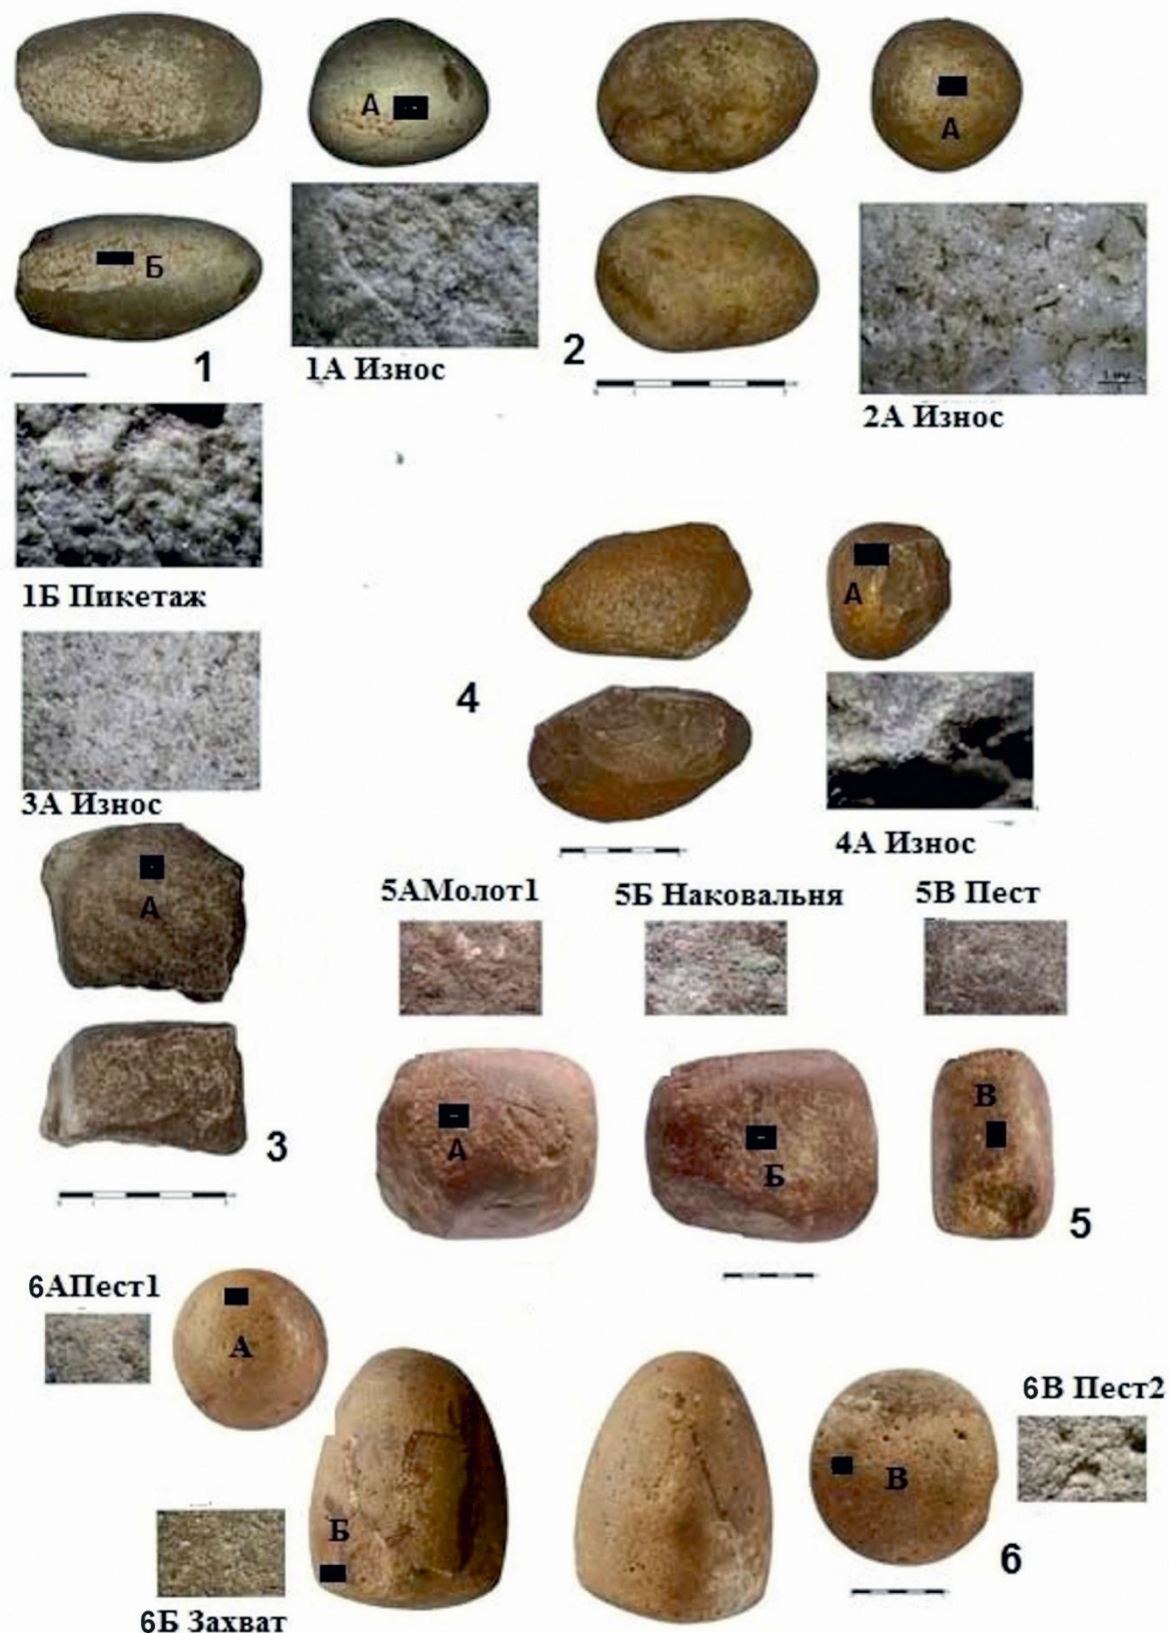 А
А
Б
1
1А Износ
2
2А Износ
1Б Пикетаж
А
4
3А Износ
4А Износ
5АМолот1
5Б Наковальня
5В Пест
А
В
А
Б
3
5
6АПест1
А
6В Пест2
В
Б
6
6Б Захват